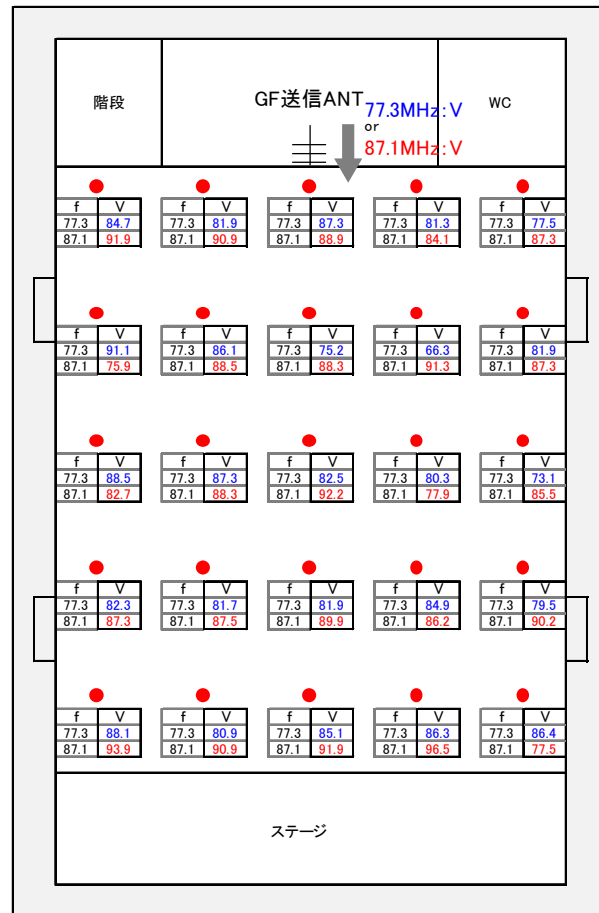 階段
GF送信ANT
WC
77.3MHz:V
or
87.1MHz:V
f V f V f V f V f V
77.3 84.7 77.3 81.9 77.3 87.3 77.3 81.3 77.3 77.5
87.1 91.9 87.1 90.9 87.1 88.9 87.1 84.1 87.1 87.3
f V f V f V f V f V
77.3 91.1 77.3 86.1 77.3 75.2 77.3 66.3 77.3 81.9
87.1 75.9 87.1 88.5 87.1 88.3 87.1 91.3 87.1 87.3
f V f V f V f V f V
77.3 88.5 77.3 87.3 77.3 82.5 77.3 80.3 77.3 73.1
87.1 82.7 87.1 88.3 87.1 92.2 87.1 77.9 87.1 85.5
f V f V f V f V f V
77.3 82.3 77.3 81.7 77.3 81.9 77.3 84.9 77.3 79.5
87.1 87.3 87.1 87.5 87.1 89.9 87.1 86.2 87.1 90.2
f V f V f V f V f V
77.3 88.1 77.3 80.9 77.3 85.1 77.3 86.3 77.3 86.4
87.1 93.9 87.1 90.9 87.1 91.9 87.1 96.5 87.1 77.5
ステージ